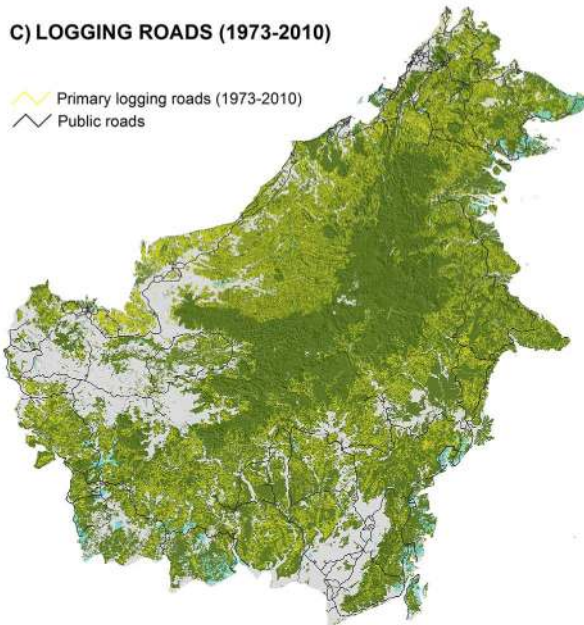 C) LOGGING ROADS (1973-2010)
Primary logging roads (1973-2010)
Public roads